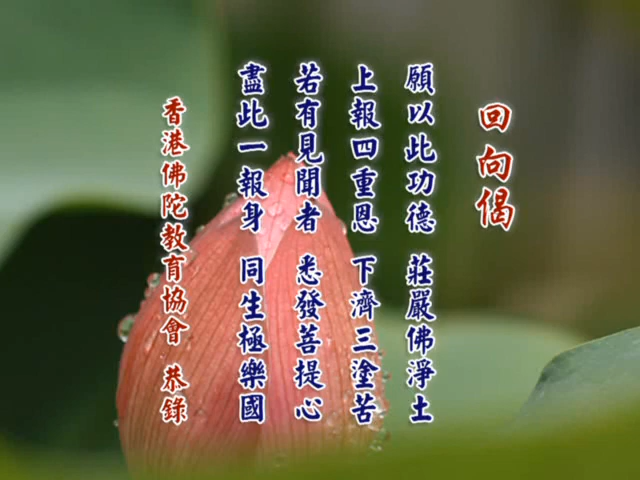 回向偈
願以此功德 莊嚴佛淨土
上報四重恩 下濟三塗苦
若有見聞者 悉發菩提心
盡此一報身 同生極樂國
香港佛陀教育協會 恭錄